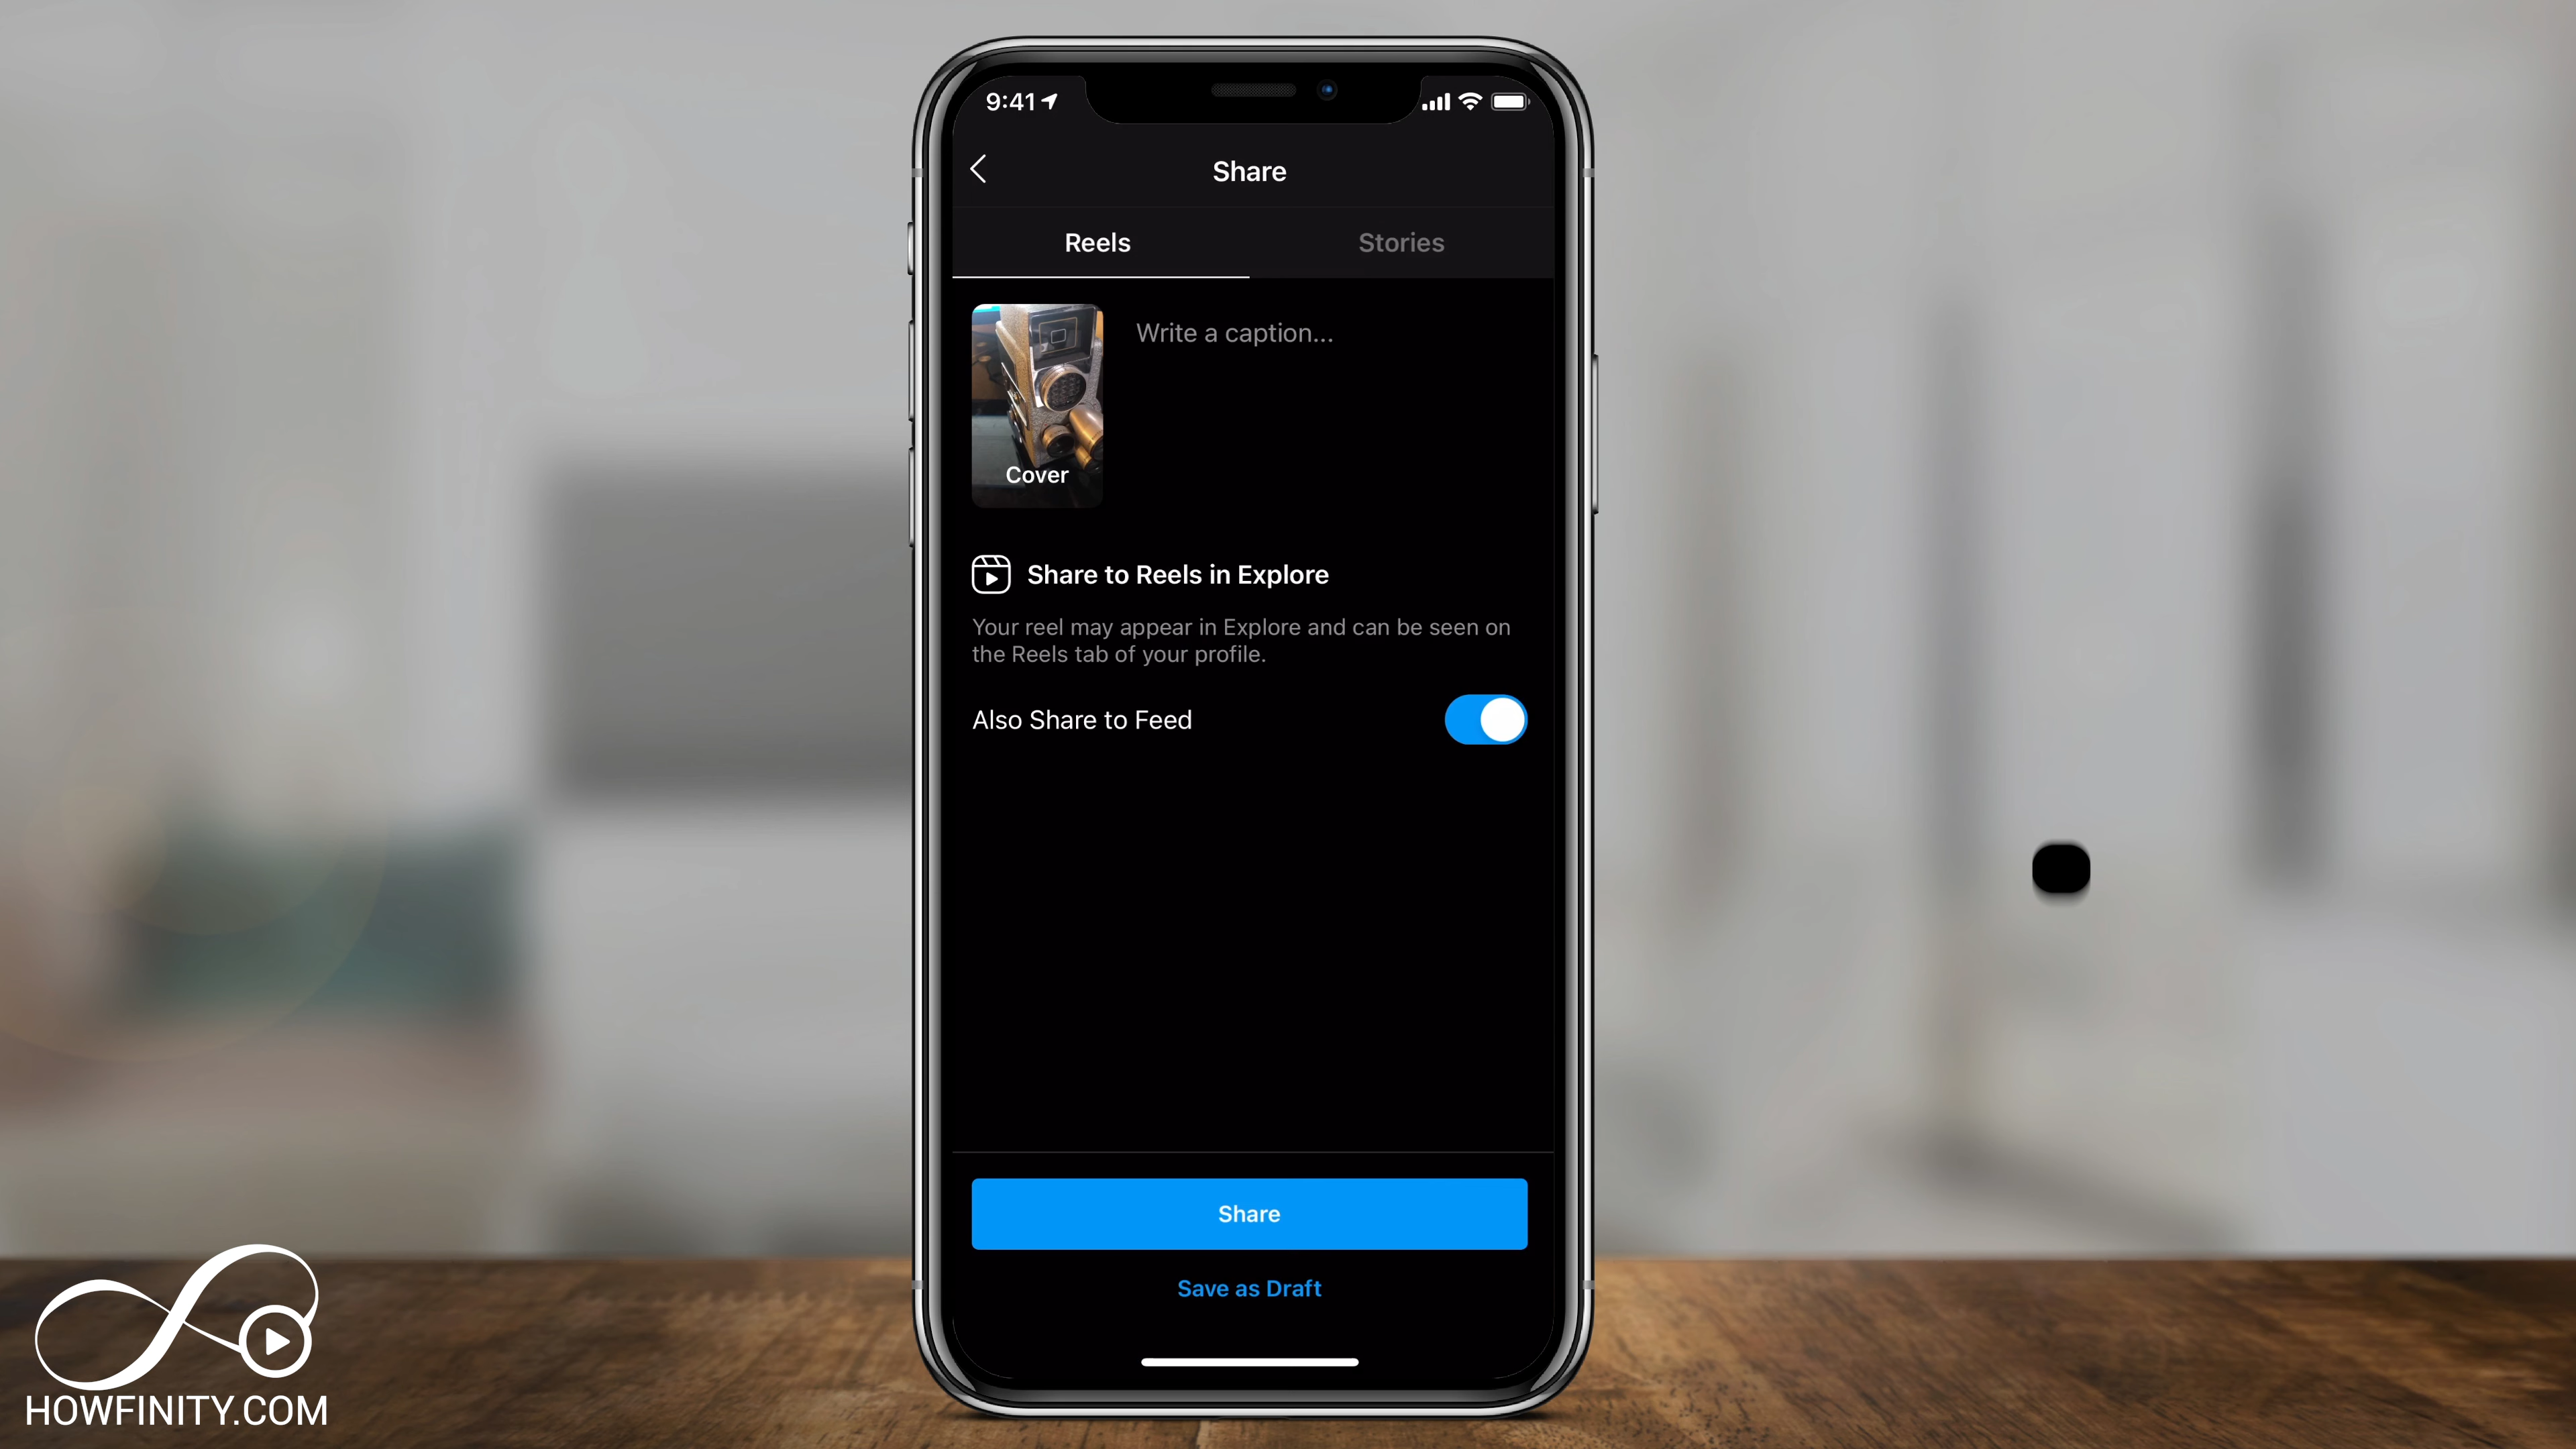 9:41
Share
Reels
Stories
Write a caption...
Cover
Share to Reels in Explore
Your reel may appear in Explore and can be seen on
the Reels tab of your profile.
Also Share to Feed
Share
Save as Draft
HOWFINITY.COM